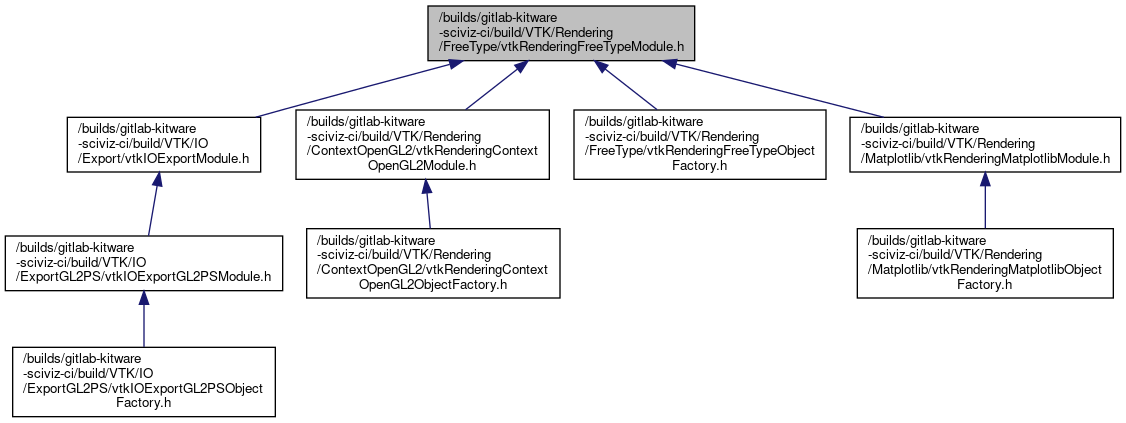 /builds/gitlab-kitware
-sciviz-ci/build/VTK/Rendering
/FreeType/vtkRenderingFreeTypeModule.h
/builds/gitlab-kitware
-sciviz-ci/build/VTK/IO
/Export/vtkIOExportModule.h
/builds/gitlab-kitware
-sciviz-ci/build/VTK/Rendering
/ContextOpenGL2/vtkRenderingContext
OpenGL2Module.h
/builds/gitlab-kitware
-sciviz-ci/build/VTK/Rendering
/FreeType/vtkRenderingFreeTypeObject
Factory.h
/builds/gitlab-kitware
-sciviz-ci/build/VTK/Rendering
/Matplotlib/vtkRenderingMatplotlibModule.h
/builds/gitlab-kitware
-sciviz-ci/build/VTK/IO
/ExportGL2PS/vtkIOExportGL2PSModule.h
/builds/gitlab-kitware
-sciviz-ci/build/VTK/Rendering
/ContextOpenGL2/vtkRenderingContext
OpenGL2ObjectFactory.h
/builds/gitlab-kitware
-sciviz-ci/build/VTK/Rendering
/Matplotlib/vtkRenderingMatplotlibObject
Factory.h
/builds/gitlab-kitware
-sciviz-ci/build/VTK/IO
/ExportGL2PS/vtkIOExportGL2PSObject
Factory.h